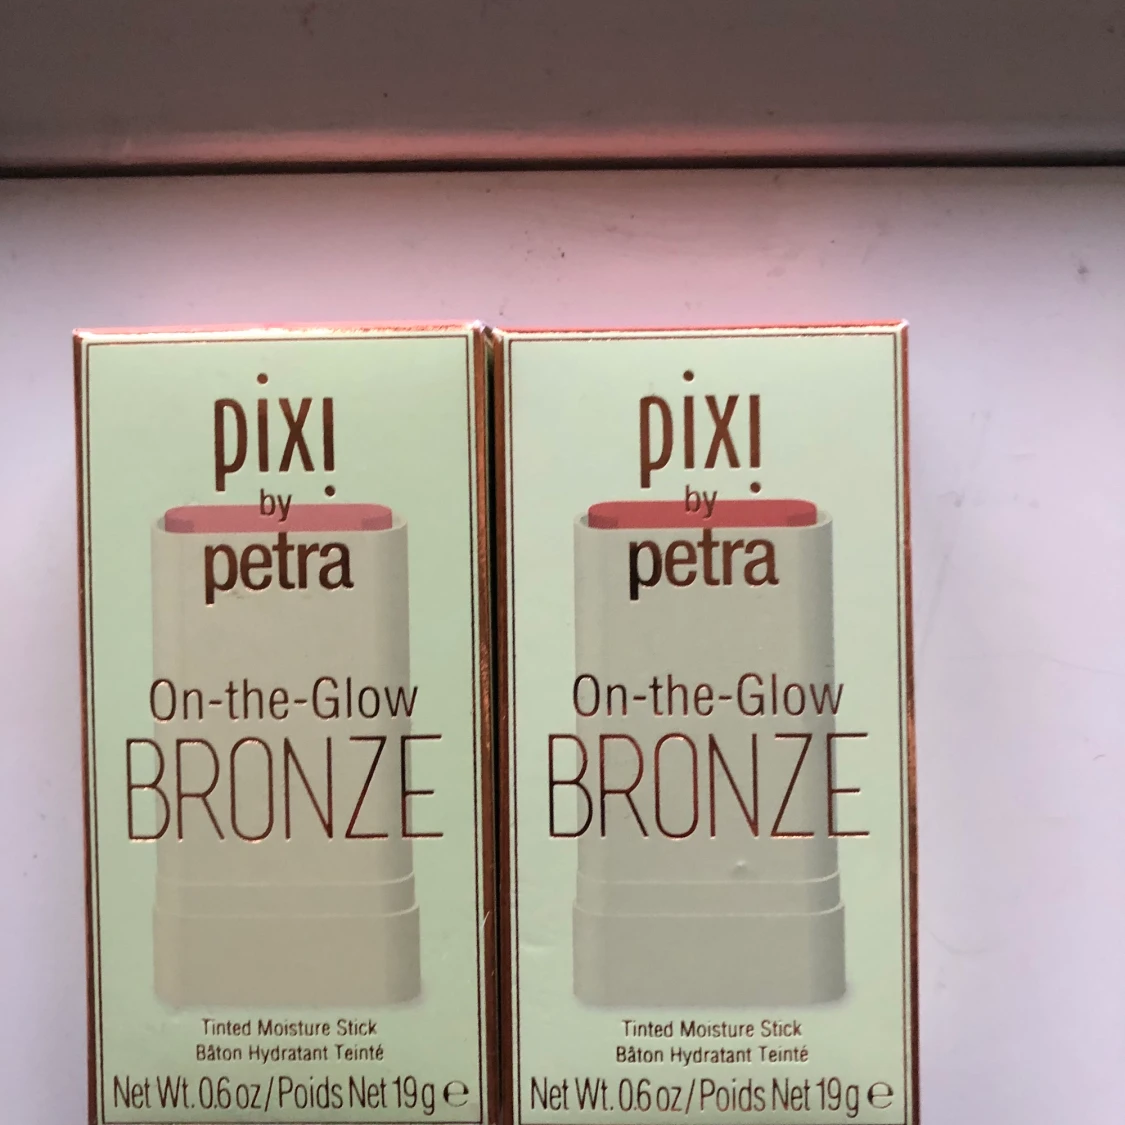 pixi
by
petra
On-the-Glow
BRONZE
Tinted Moisture Stick
Bâton Hydratant Teinté
Net Wt. 0.6 oz/Poids Net 19 g ℮
pixi
by
petra
On-the-Glow
BRONZE
Tinted Moisture Stick
Bâton Hydratant Teinté
Net Wt. 0.6 oz/Poids Net 19 g ℮